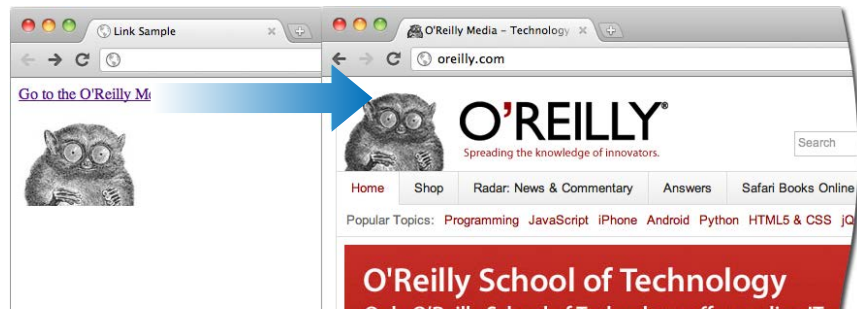 Link Sample
Go to the O'Reilly
O'Reilly Media – Technology
oreilly.com
O'REILLY®
Spreading the knowledge of innovators.
Search
Home Shop Radar: News & Commentary Answers Safari Books Online
Popular Topics: Programming JavaScript iPhone Android Python HTML5 & CSS
O'Reilly School of Technology